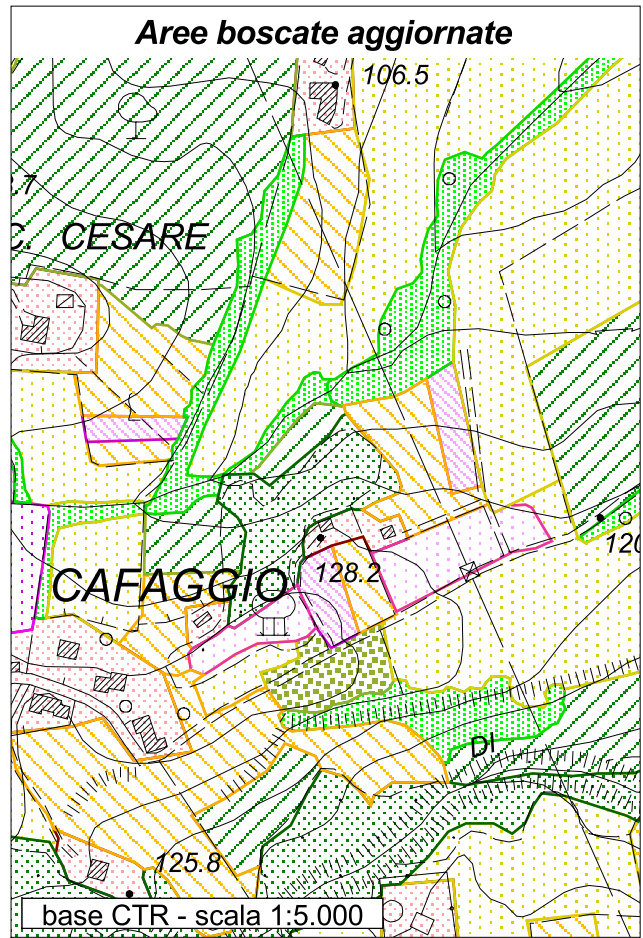 Aree boscate aggiornate
106.5
.7
C. CESARE
120
CAFAGGIO
128.2
DI
125.8
base CTR - scala 1:5.000